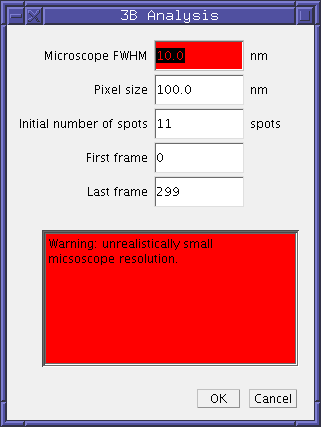 3B Analysis
Microscope FWHM 10.0 nm
Pixel size 100.0 nm
Initial number of spots 11 spots
First frame 0
Last frame 299
Warning: unrealistically small
micsoscope resolution.
OK Cancel